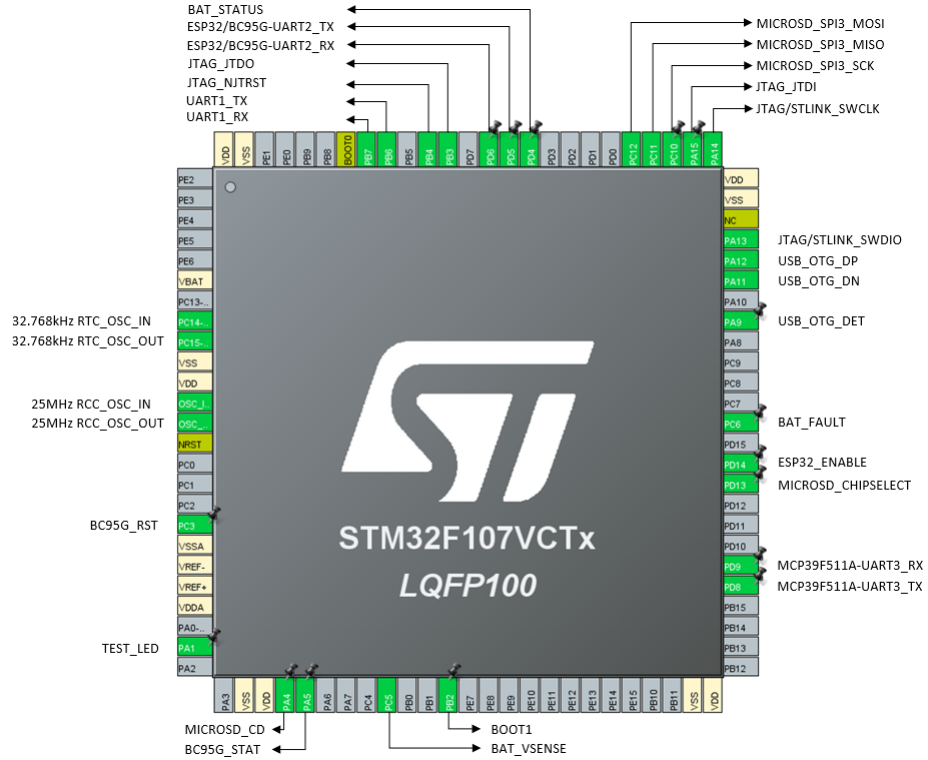 BAT_STATUS
ESP32/BC95G-UART2_TX
ESP32/BC95G-UART2_RX
JTAG_JTDO
JTAG_NJTRST
UART1_TX
UART1_RX
MICROSD_SPI3_MOSI
MICROSD_SPI3_MISO
MICROSD_SPI3_SCK
JTAG_JTDI
JTAG/STLINK_SWCLK
VDD
VSS
PE1
PE0
PB9
PB8
BOOT0
PB7
PB6
PB5
PB4
PB3
PD7
PD6
PD5
PD4
PD3
PD2
PD1
PD0
PC12
PC11
PC10
PA15
PA14
PE2
PE3
PE4
PE5
PE6
VBAT
PC13-..
32.768kHz RTC_OSC_IN PC14-..
32.768kHz RTC_OSC_OUT PC15-..
VSS
VDD
25MHz RCC_OSC_IN OSC_I..
25MHz RCC_OSC_OUT OSC_...
NRST
PC0
PC1
PC2
BC95G_RST PC3
VSSA
VREF-
VREF+
VDDA
PA0-..
TEST_LED PA1
PA2
STM32F107VCTx
LQFP100
VDD
VSS
NC
PA13 JTAG/STLINK_SWDIO
PA12 USB_OTG_DP
PA11 USB_OTG_DN
PA10
PA9 USB_OTG_DET
PA8
PC9
PC8
PC7
PC6 BAT_FAULT
PD15
PD14 ESP32_ENABLE
PD13 MICROSD_CHIPSELECT
PD12
PD11
PD10
PD9 MCP39F511A-UART3_RX
PD8 MCP39F511A-UART3_TX
PB15
PB14
PB13
PB12
PA3
VSS
VDD
PA4
PA5
PA6
PA7
PC4
PC5
PB0
PB1
PB2
PE7
PE8
PE9
PE10
PE11
PE12
PE13
PE14
PE15
PB10
PB11
VSS
VDD
MICROSD_CD
BC95G_STAT
BOOT1
BAT_VSENSE